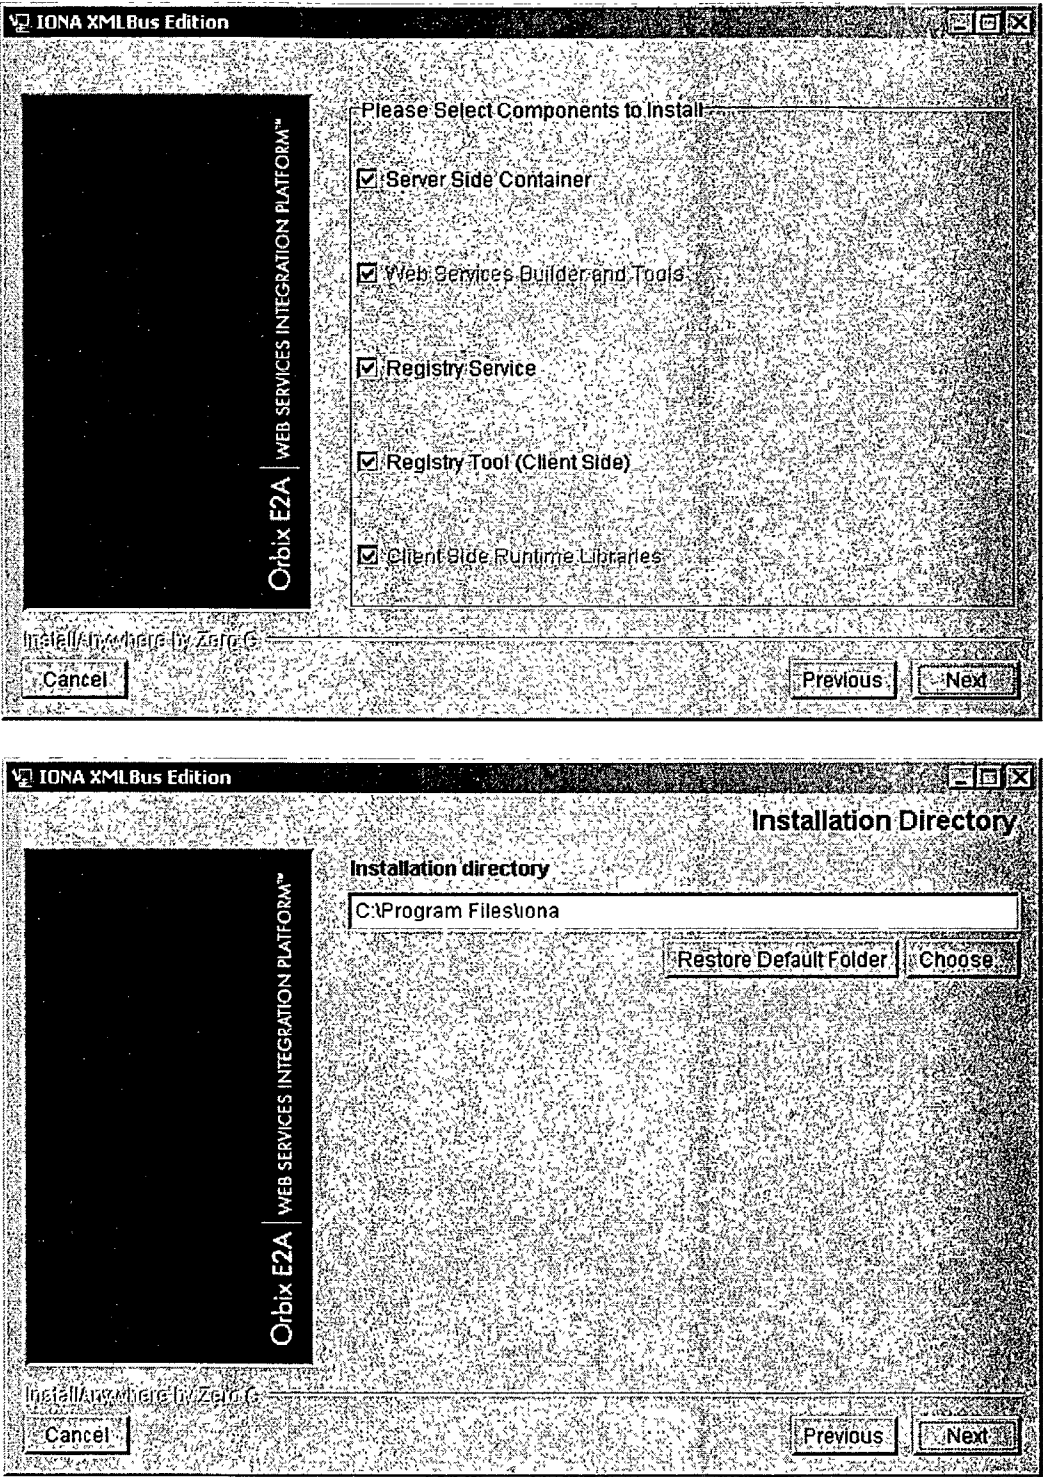 IONA XMLBus Edition
Please Select Components to Install
Server Side Container
Web Services Builder and Tools
Registry Service
Registry Tool (Client Side)
Client Side Runtime Libraries
Orbix E2A | WEB SERVICES INTEGRATION PLATFORM™
InstallAnywhere by Zero G
Cancel
Previous
Next
IONA XMLBus Edition
Installation Directory
Installation directory
C:\Program Files\iona
Restore Default Folder
Choose...
Orbix E2A | WEB SERVICES INTEGRATION PLATFORM™
InstallAnywhere by Zero G
Cancel
Previous
Next